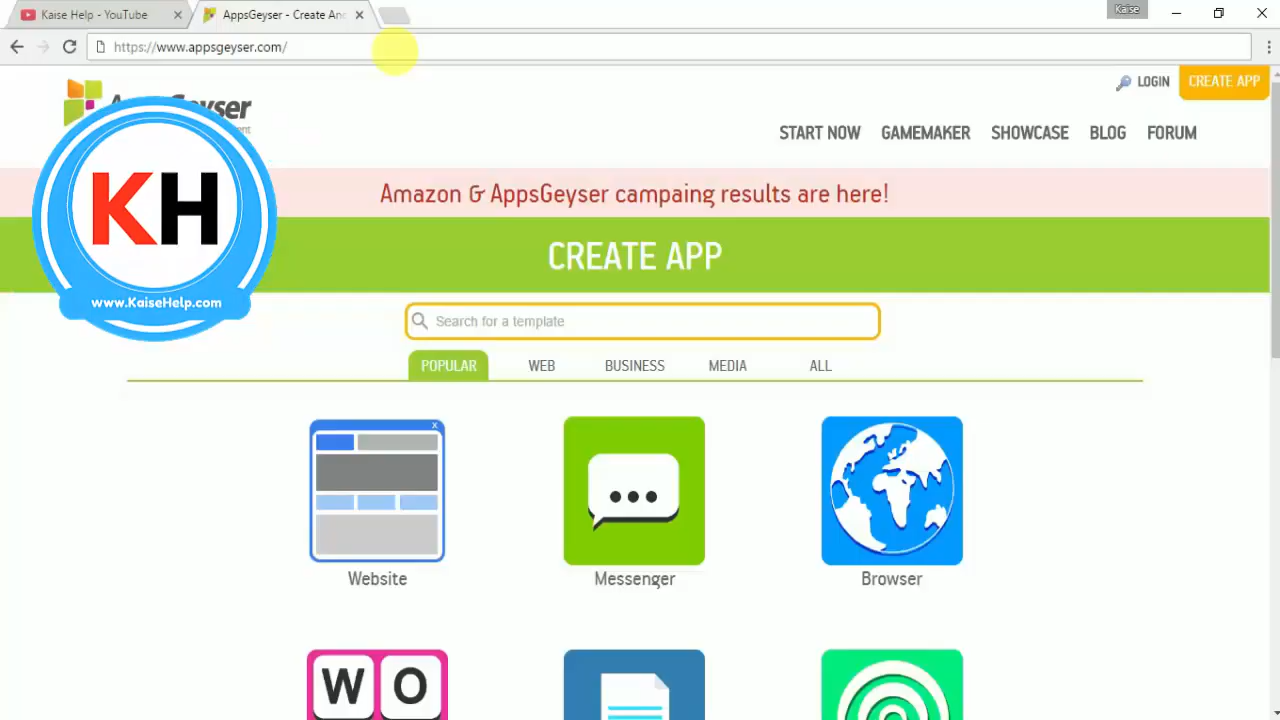 Kaise Help - YouTube
AppsGeyser - Create And
Kaise
https://www.appsgeyser.com/
LOGIN
CREATE APP
START NOW
GAMEMAKER
SHOWCASE
BLOG
FORUM
Amazon & AppsGeyser campaing results are here!
KH
www.KaiseHelp.com
CREATE APP
Search for a template
POPULAR
WEB
BUSINESS
MEDIA
ALL
Website
Messenger
Browser
W O